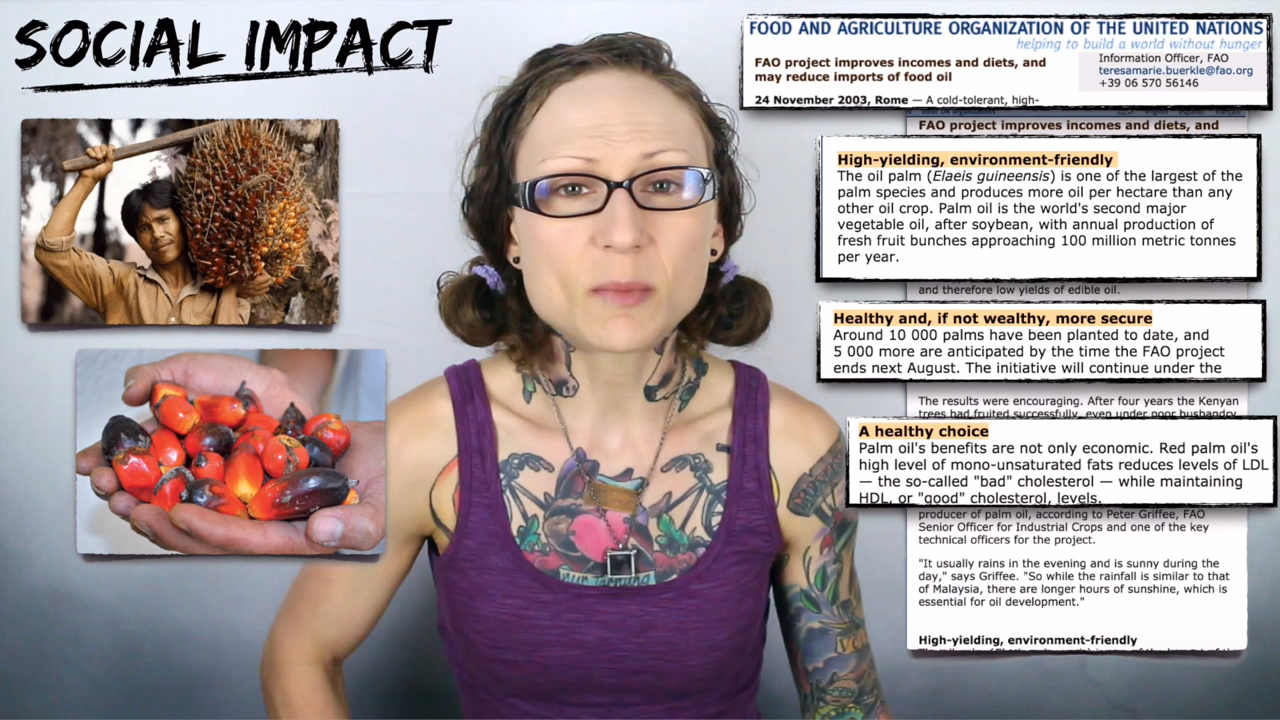 SOCIAL IMPACT
FOOD AND AGRICULTURE ORGANIZATION OF THE UNITED NATIONS
helping to build a world without hunger
FAO project improves incomes and diets, and
may reduce imports of food oil
24 November 2003, Rome — A cold-tolerant, high-
Information Officer, FAO
teresamarie.buerkle@fao.org
+39 06 570 56146
FAO project improves incomes and diets, and
High-yielding, environment-friendly
The oil palm (Elaeis guineensis) is one of the largest of the
palm species and produces more oil per hectare than any
other oil crop. Palm oil is the world's second major
vegetable oil, after soybean, with annual production of
fresh fruit bunches approaching 100 million metric tonnes
per year.
and therefore low yields of edible oil.
Healthy and, if not wealthy, more secure
Around 10 000 palms have been planted to date, and
5 000 more are anticipated by the time the FAO project
ends next August. The initiative will continue under the
The results were encouraging. After four years the Kenyan
trees had fruited successfully, even under poor husbandry
A healthy choice
Palm oil's benefits are not only economic. Red palm oil's
high level of mono-unsaturated fats reduces levels of LDL
— the so-called "bad" cholesterol — while maintaining
HDL, or "good" cholesterol, levels.
producer of palm oil, according to Peter Griffee, FAO
Senior Officer for Industrial Crops and one of the key
technical officers for the project.
"It usually rains in the evening and is sunny during the
day," says Griffee. "So while the rainfall is similar to that
of Malaysia, there are longer hours of sunshine, which is
essential for oil development."
High-yielding, environment-friendly